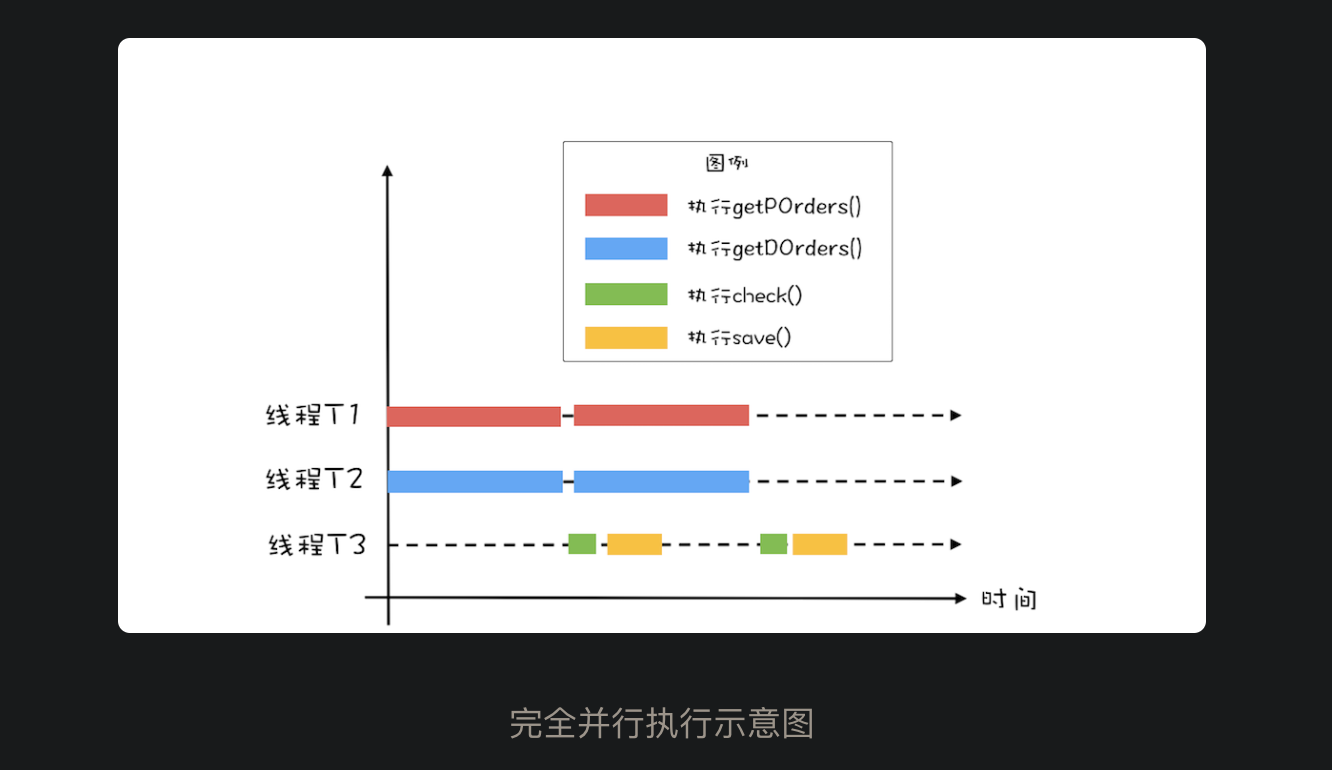 图例
执行getPOrders()
执行getDOrders()
执行check()
执行save()
线程T1
线程T2
线程T3
时间
完全并行执行示意图